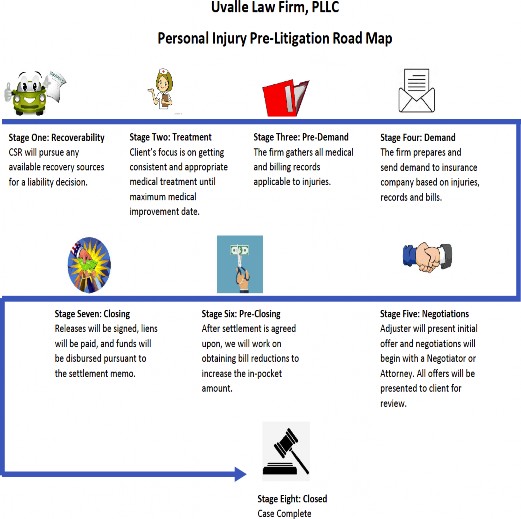 Uvalle Law Firm, PLLC
Personal Injury Pre-Litigation Road Map
Stage One: Recoverability
CSR will pursue any
available recovery sources
for a liability decision.
Stage Two: Treatment
Client's focus is on getting
consistent and appropriate
medical treatment until
maximum medical
improvement date.
Stage Three: Pre-Demand
The firm gathers all medical
and billing records
applicable to injuries.
Stage Four: Demand
The firm prepares and
send demand to insurance
company based on injuries,
records and bills.
Stage Five: Negotiations
Adjuster will present initial
offer and negotiations will
begin with a Negotiator or
Attorney. All offers will be
presented to client for
review.
Stage Six: Pre-Closing
After settlement is agreed
upon, we will work on
obtaining bill reductions to
increase the in-pocket
amount.
Stage Seven: Closing
Releases will be signed, liens
will be paid, and funds will
be disbursed pursuant to
the settlement memo.
Stage Eight: Closed
Case Complete